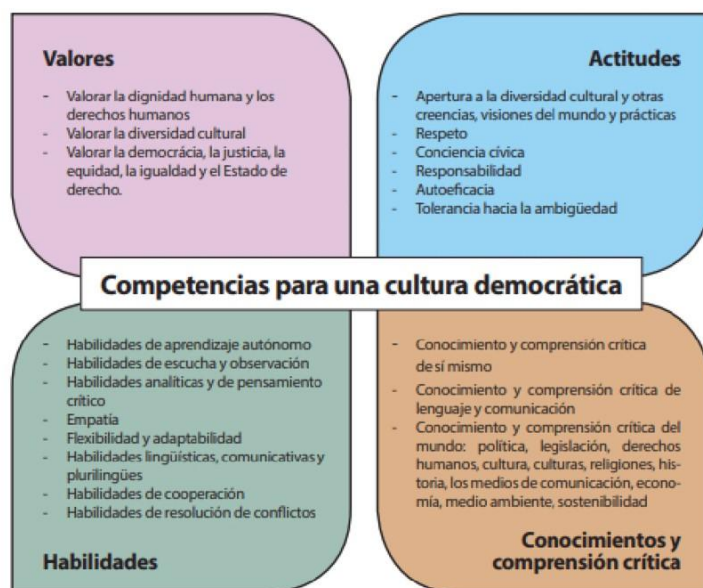 Valores
- Valorar la dignidad humana y los
derechos humanos
- Valorar la diversidad cultural
- Valorar la democrácia, la justicia, la
equidad, la igualdad y el Estado de
derecho.
Actitudes
- Apertura a la diversidad cultural y otras
creencias, visiones del mundo y prácticas
- Respeto
- Conciencia cívica
- Responsabilidad
- Autoeficacia
- Tolerancia hacia la ambigüedad
Competencias para una cultura democrática
- Habilidades de aprendizaje autónomo
- Habilidades de escucha y observación
- Habilidades analíticas y de pensamiento
crítico
- Empatía
- Flexibilidad y adaptabilidad
- Habilidades lingüísticas, comunicativas y
plurilingües
- Habilidades de cooperación
- Habilidades de resolución de conflictos
Habilidades
- Conocimiento y comprensión crítica
de sí mismo
- Conocimiento y comprensión crítica de
lenguaje y comunicación
- Conocimiento y comprensión crítica del
mundo: política, legislación, derechos
humanos, cultura, culturas, religiones, his-
toria, los medios de comunicación, econo-
mía, medio ambiente, sostenibilidad
Conocimientos y
comprensión crítica